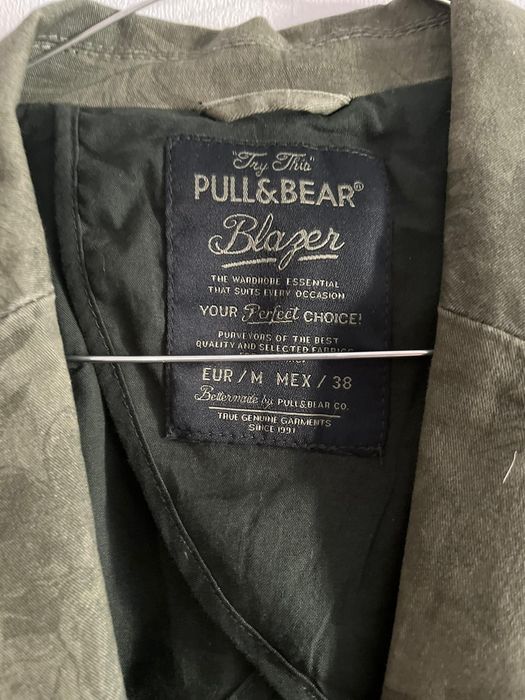 "Try This"
PULL&BEAR®
Blazer
THE WARDROBE ESSENTIAL
THAT SUITS EVERY OCCASION
YOUR Perfect CHOICE!
PURVEYORS OF THE BEST
QUALITY AND SELECTED FABRICS
EUR / M MEX / 38
Bettermade by PULL&BEAR CO.
TRUE GENUINE GARMENTS
SINCE 1991